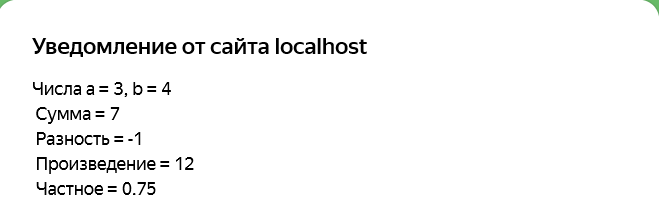 Уведомление от сайта localhost
Числа a = 3, b = 4
Сумма = 7
Разность = -1
Произведение = 12
Частное = 0.75